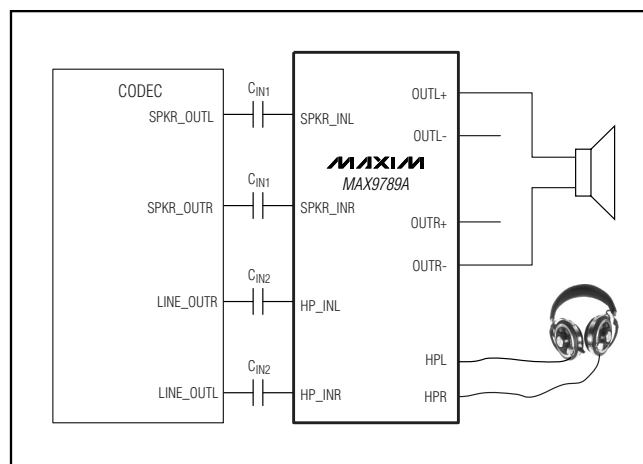 CODEC
SPKR_OUTL
SPKR_OUTR
LINE_OUTR
LINE_OUTL
CIN1
CIN1
CIN2
CIN2
SPKR_INL
SPKR_INR
HP_INL
HP_INR
MAXIM
MAX9789A
OUTL+
OUTL-
OUTR+
OUTR-
HPL
HPR